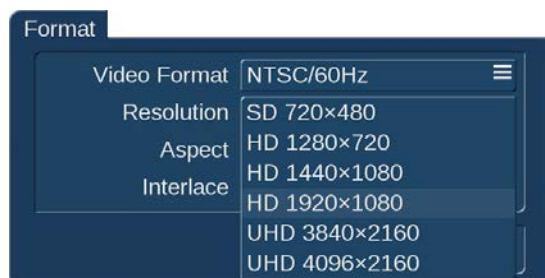 Format
Video Format NTSC/60Hz
Resolution SD 720×480
Aspect HD 1280×720
HD 1440×1080
Interlace
HD 1920×1080
UHD 3840×2160
UHD 4096×2160